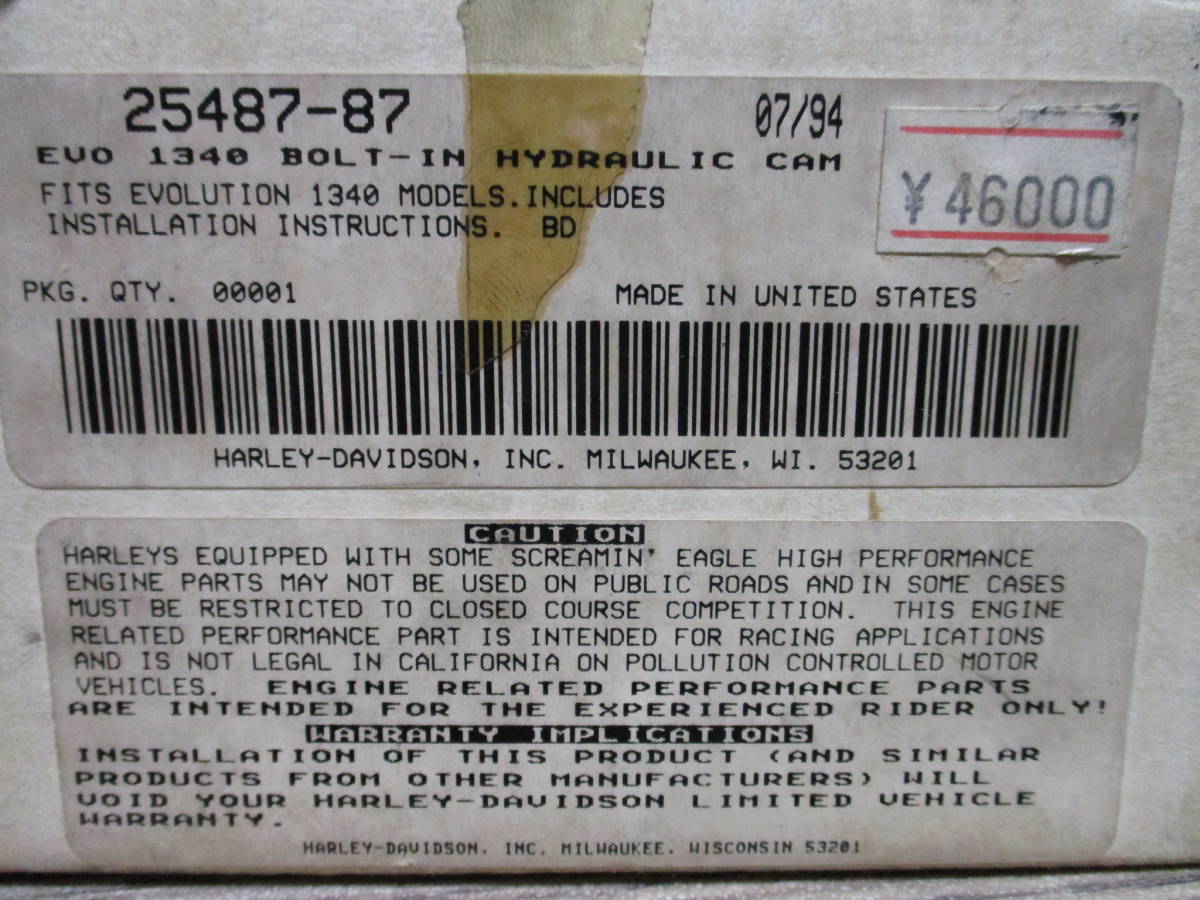 25487-87
07/94
¥46000
EVO 1340 BOLT-IN HYDRAULIC CAM
FITS EVOLUTION 1340 MODELS.INCLUDES
INSTALLATION INSTRUCTIONS. BD
PKG. QTY. 00001
MADE IN UNITED STATES
HARLEY-DAVIDSON, INC. MILWAUKEE, WI. 53201
CAUTION
HARLEYS EQUIPPED WITH SOME SCREAMIN' EAGLE HIGH PERFORMANCE
ENGINE PARTS MAY NOT BE USED ON PUBLIC ROADS AND IN SOME CASES
MUST BE RESTRICTED TO CLOSED COURSE COMPETITION. THIS ENGINE
RELATED PERFORMANCE PART IS INTENDED FOR RACING APPLICATIONS
AND IS NOT LEGAL IN CALIFORNIA ON POLLUTION CONTROLLED MOTOR
VEHICLES. ENGINE RELATED PERFORMANCE PARTS
ARE INTENDED FOR THE EXPERIENCED RIDER ONLY!
WARRANTY IMPLICATIONS
INSTALLATION OF THIS PRODUCT (AND SIMILAR
PRODUCTS FROM OTHER MANUFACTURERS) WILL
VOID YOUR HARLEY-DAVIDSON LIMITED VEHICLE
WARRANTY.
HARLEY-DAVIDSON. INC. MILWAUKEE. WISCONSIN 53201